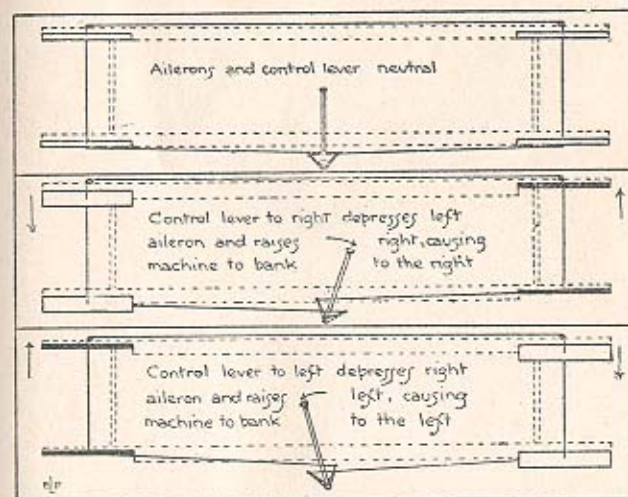 Ailerons and control lever neutral
Control lever to right depresses left
aileron and raises right, causing
machine to bank to the right
Control lever to left depresses right
aileron and raises left, causing
machine to bank to the left